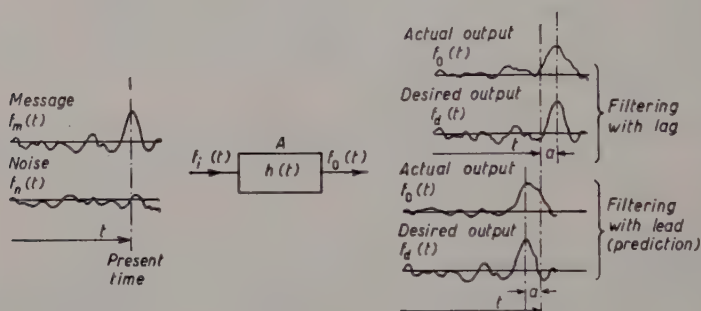 Message
f_m(t)
Noise
f_n(t)
t
Present
time
A
f_i(t)
h(t)
f_0(t)
Actual output
f_0(t)
Desired output
f_d(t)
t
a
Filtering
with lag
Actual output
f_0(t)
Desired output
f_d(t)
a
t
Filtering
with lead
(prediction)